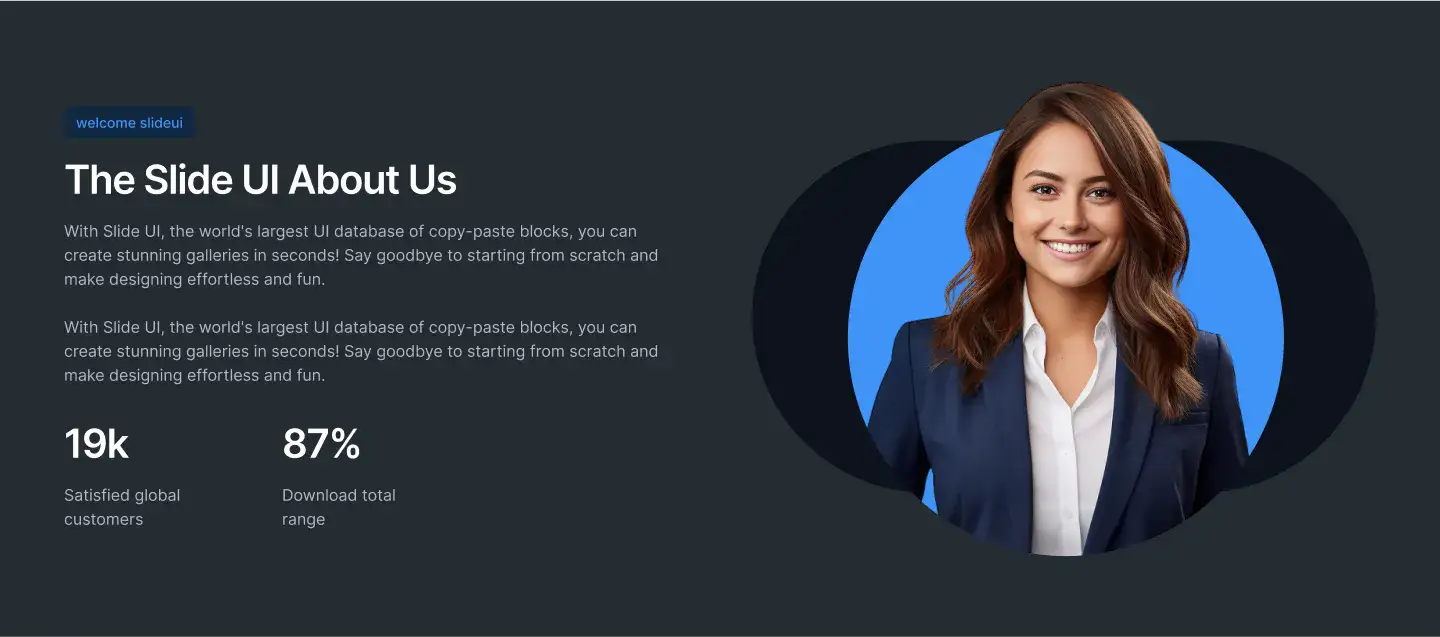 welcome slideui
The Slide UI About Us
With Slide UI, the world's largest UI database of copy-paste blocks, you can
create stunning galleries in seconds! Say goodbye to starting from scratch and
make designing effortless and fun.
With Slide UI, the world's largest UI database of copy-paste blocks, you can
create stunning galleries in seconds! Say goodbye to starting from scratch and
make designing effortless and fun.
19k
Satisfied global
customers
87%
Download total
range